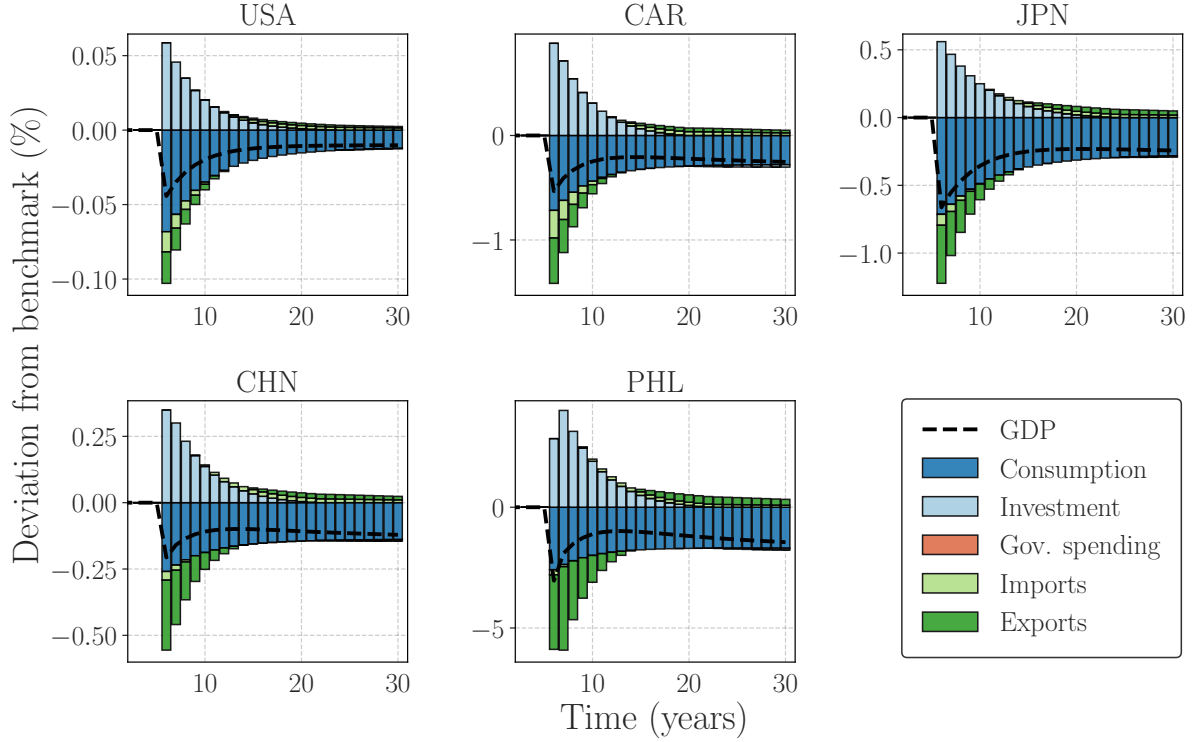 USA
CAR
JPN
0.05
0.00
−0.05
−0.10
10
20
30
0
−1
10
20
30
0.5
0.0
−0.5
−1.0
10
20
30
Deviation from benchmark (%)
CHN
PHL
0.25
0.00
−0.25
−0.50
10
20
30
0
−5
10
20
30
GDP
Consumption
Investment
Gov. spending
Imports
Exports
Time (years)